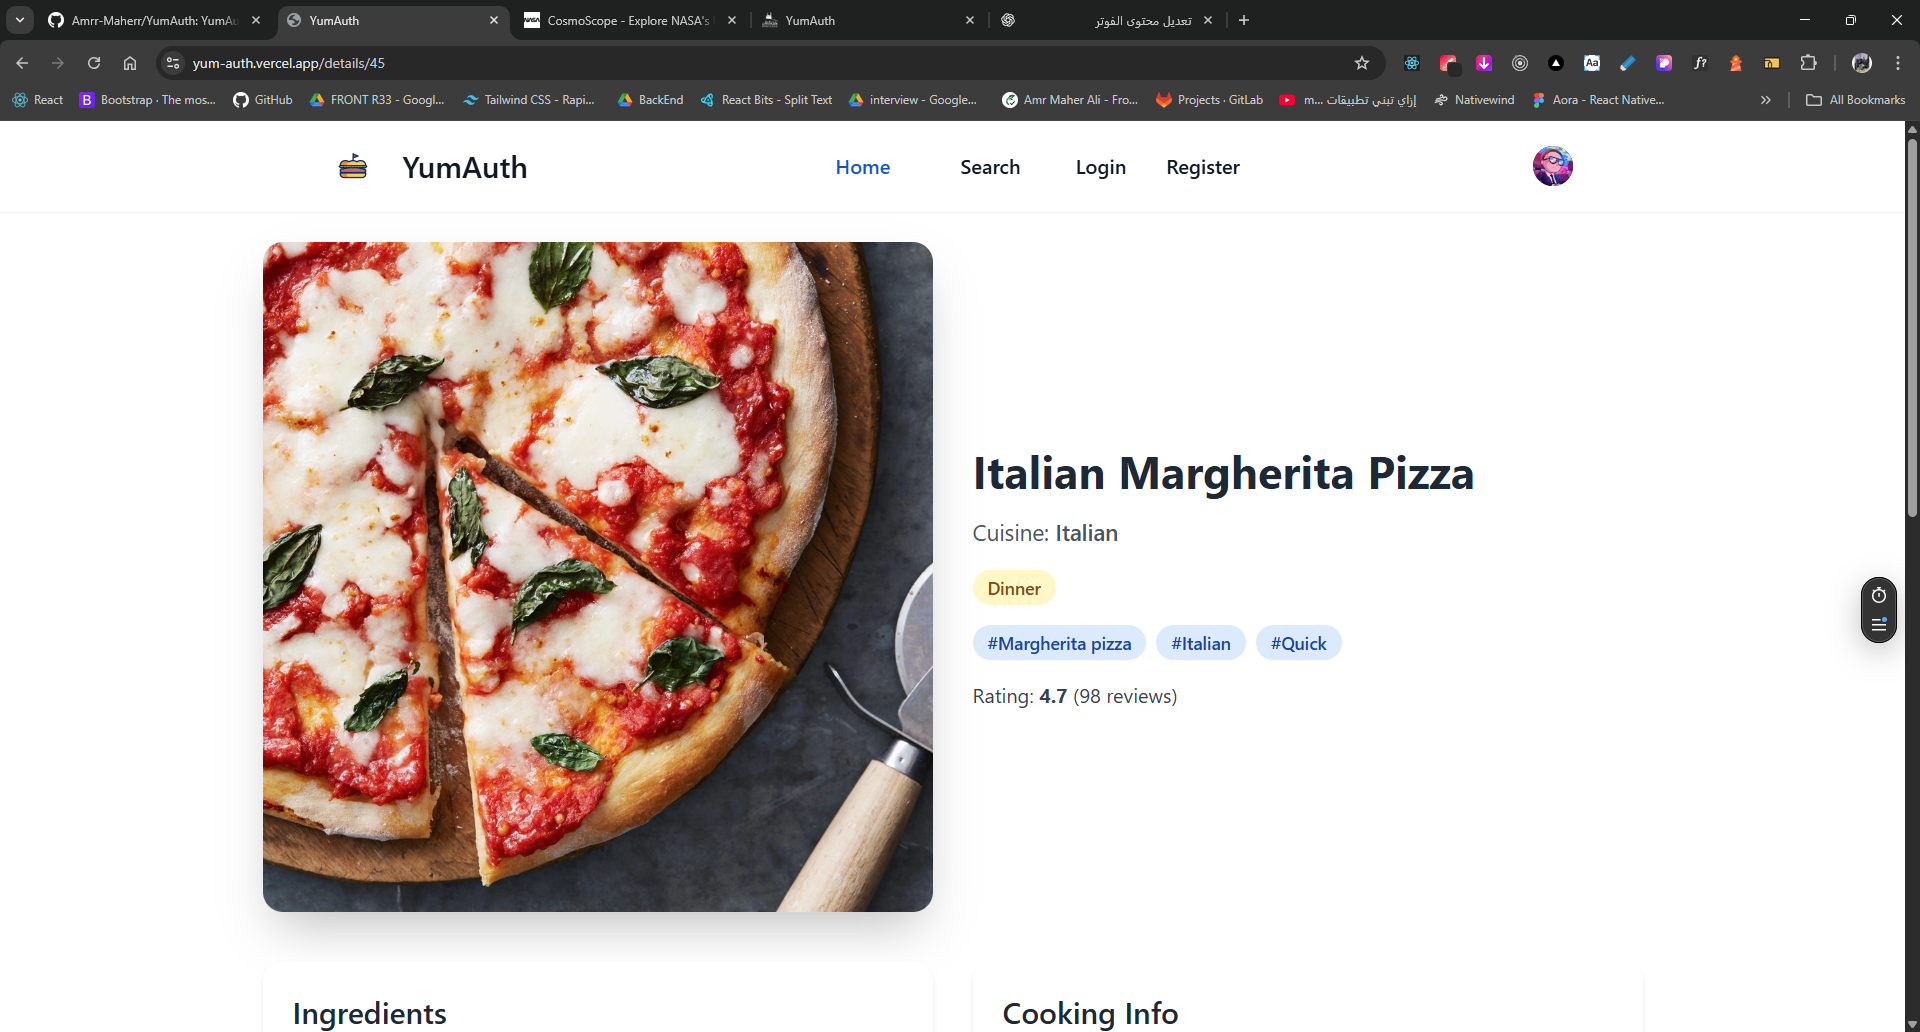 Amrr-Maherr/YumAuth: YumAu
YumAuth
CosmoScope - Explore NASA's
YumAuth
تعديل محتوى الفوتر
yum-auth.vercel.app/details/45
React
Bootstrap · The mos...
GitHub
FRONT R33 - Googl...
Tailwind CSS - Rapi...
BackEnd
React Bits - Split Text
interview - Google...
Amr Maher Ali - Fro...
Projects · GitLab
إزاي تبني تطبيقات m...
Nativewind
Aora - React Native...
All Bookmarks
YumAuth
Home
Search
Login
Register
Italian Margherita Pizza
Cuisine: Italian
Dinner
#Margherita pizza #Italian #Quick
Rating: 4.7 (98 reviews)
Ingredients
Cooking Info